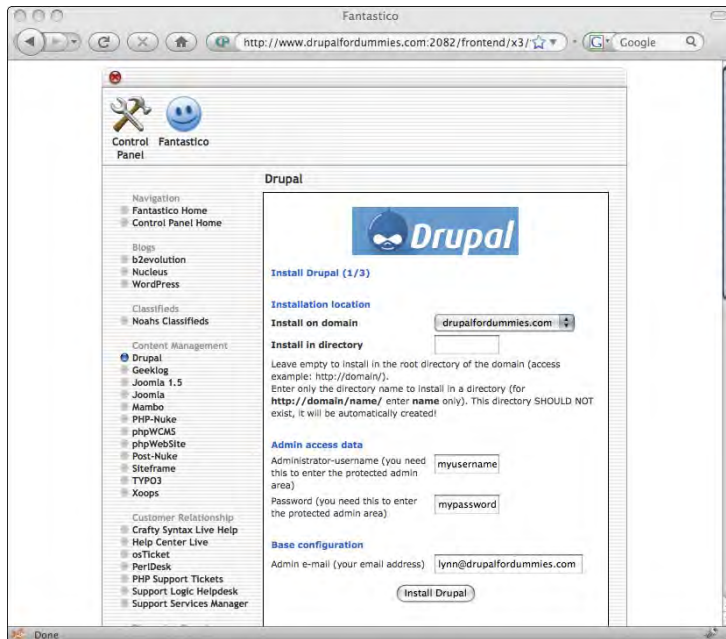 Fantastico
http://www.drupalfordummies.com:2082/frontend/x3/
Google
Control Panel
Fantastico
Drupal
Navigation
Fantastico Home
Control Panel Home
Blogs
b2evolution
Nucleus
WordPress
Classifieds
Noahs Classifieds
Content Management
Drupal
Geeklog
Joomla 1.5
Joomla
Mambo
PHP-Nuke
phpWCMS
phpWebSite
Post-Nuke
Siteframe
TYPO3
Xoops
Customer Relationship
Crafty Syntax Live Help
Help Center Live
osTicket
PerlDesk
PHP Support Tickets
Support Logic Helpdesk
Support Services Manager
Drupal
Install Drupal (1/3)
Installation location
Install on domain
drupalfordummies.com
Install in directory
Leave empty to install in the root directory of the domain (access
example: http://domain/).
Enter only the directory name to install in a directory (for
http://domain/name/ enter name only). This directory SHOULD NOT
exist, it will be automatically created!
Admin access data
Administrator-username (you need
this to enter the protected admin
area)
myusername
Password (you need this to enter
the protected admin area)
mypassword
Base configuration
Admin e-mail (your email address)
lynn@drupalfordummies.com
Install Drupal
Done